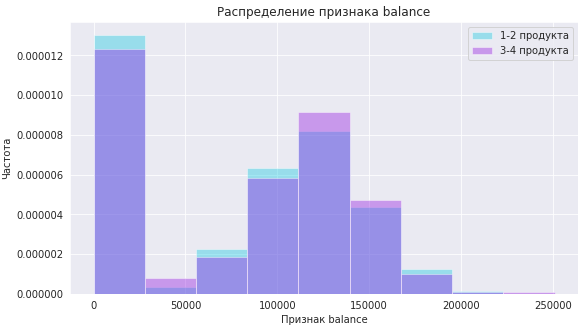 Распределение признака balance
1-2 продукта
3-4 продукта
0.000012
0.000010
0.000008
0.000006
0.000004
0.000002
0.000000
Частота
0 50000 100000 150000 200000 250000
Признак balance